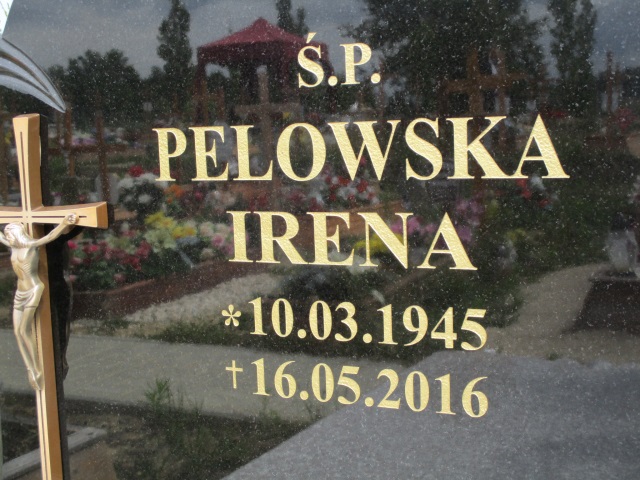 Ś.P.
PELOWSKA
IRENA
*10.03.1945
†16.05.2016